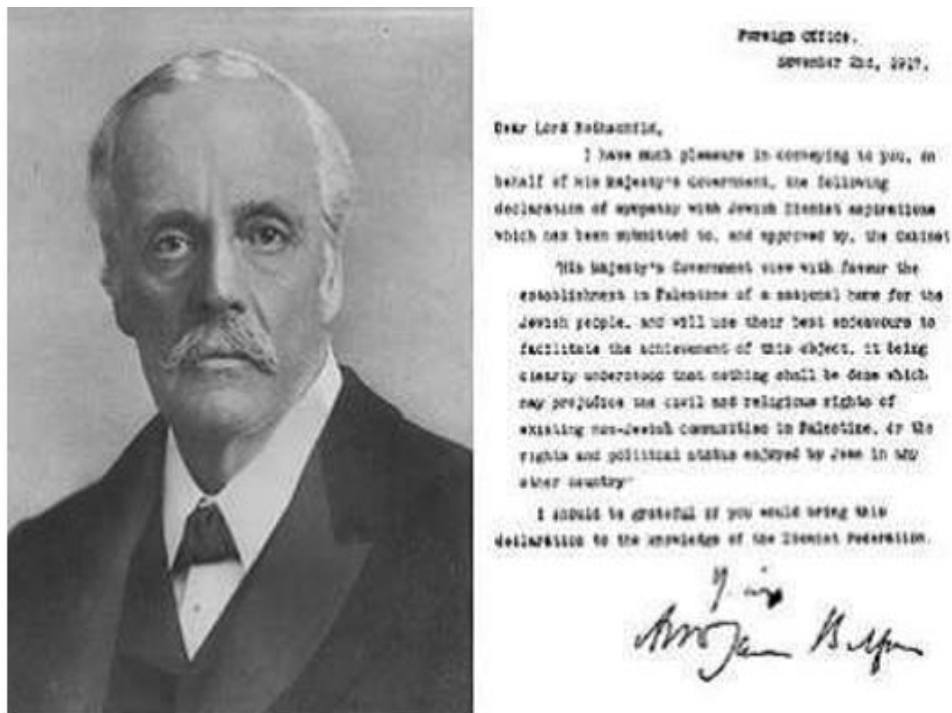 Foreign Office,
November 2nd, 1917.
Dear Lord Rothschild,
I have much pleasure in conveying to you, on
behalf of His Majesty's Government, the following
declaration of sympathy with Jewish Zionist aspirations
which has been submitted to, and approved by, the Cabinet
"His Majesty's Government view with favour the
establishment in Palestine of a national home for the
Jewish people, and will use their best endeavours to
facilitate the achievement of this object, it being
clearly understood that nothing shall be done which
may prejudice the civil and religious rights of
existing non-Jewish communities in Palestine, or the
rights and political status enjoyed by Jews in any
other country"
I should be grateful if you would bring this
declaration to the knowledge of the Zionist Federation.
Arthur James Balfour